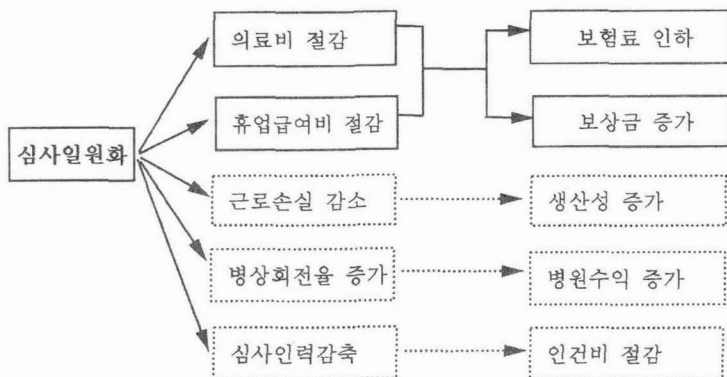 의료비 절감
보험료 인하
휴업급여비 절감
보상금 증가
심사일원화
근로손실 감소
생산성 증가
병상회전율 증가
병원수익 증가
심사인력감축
인건비 절감